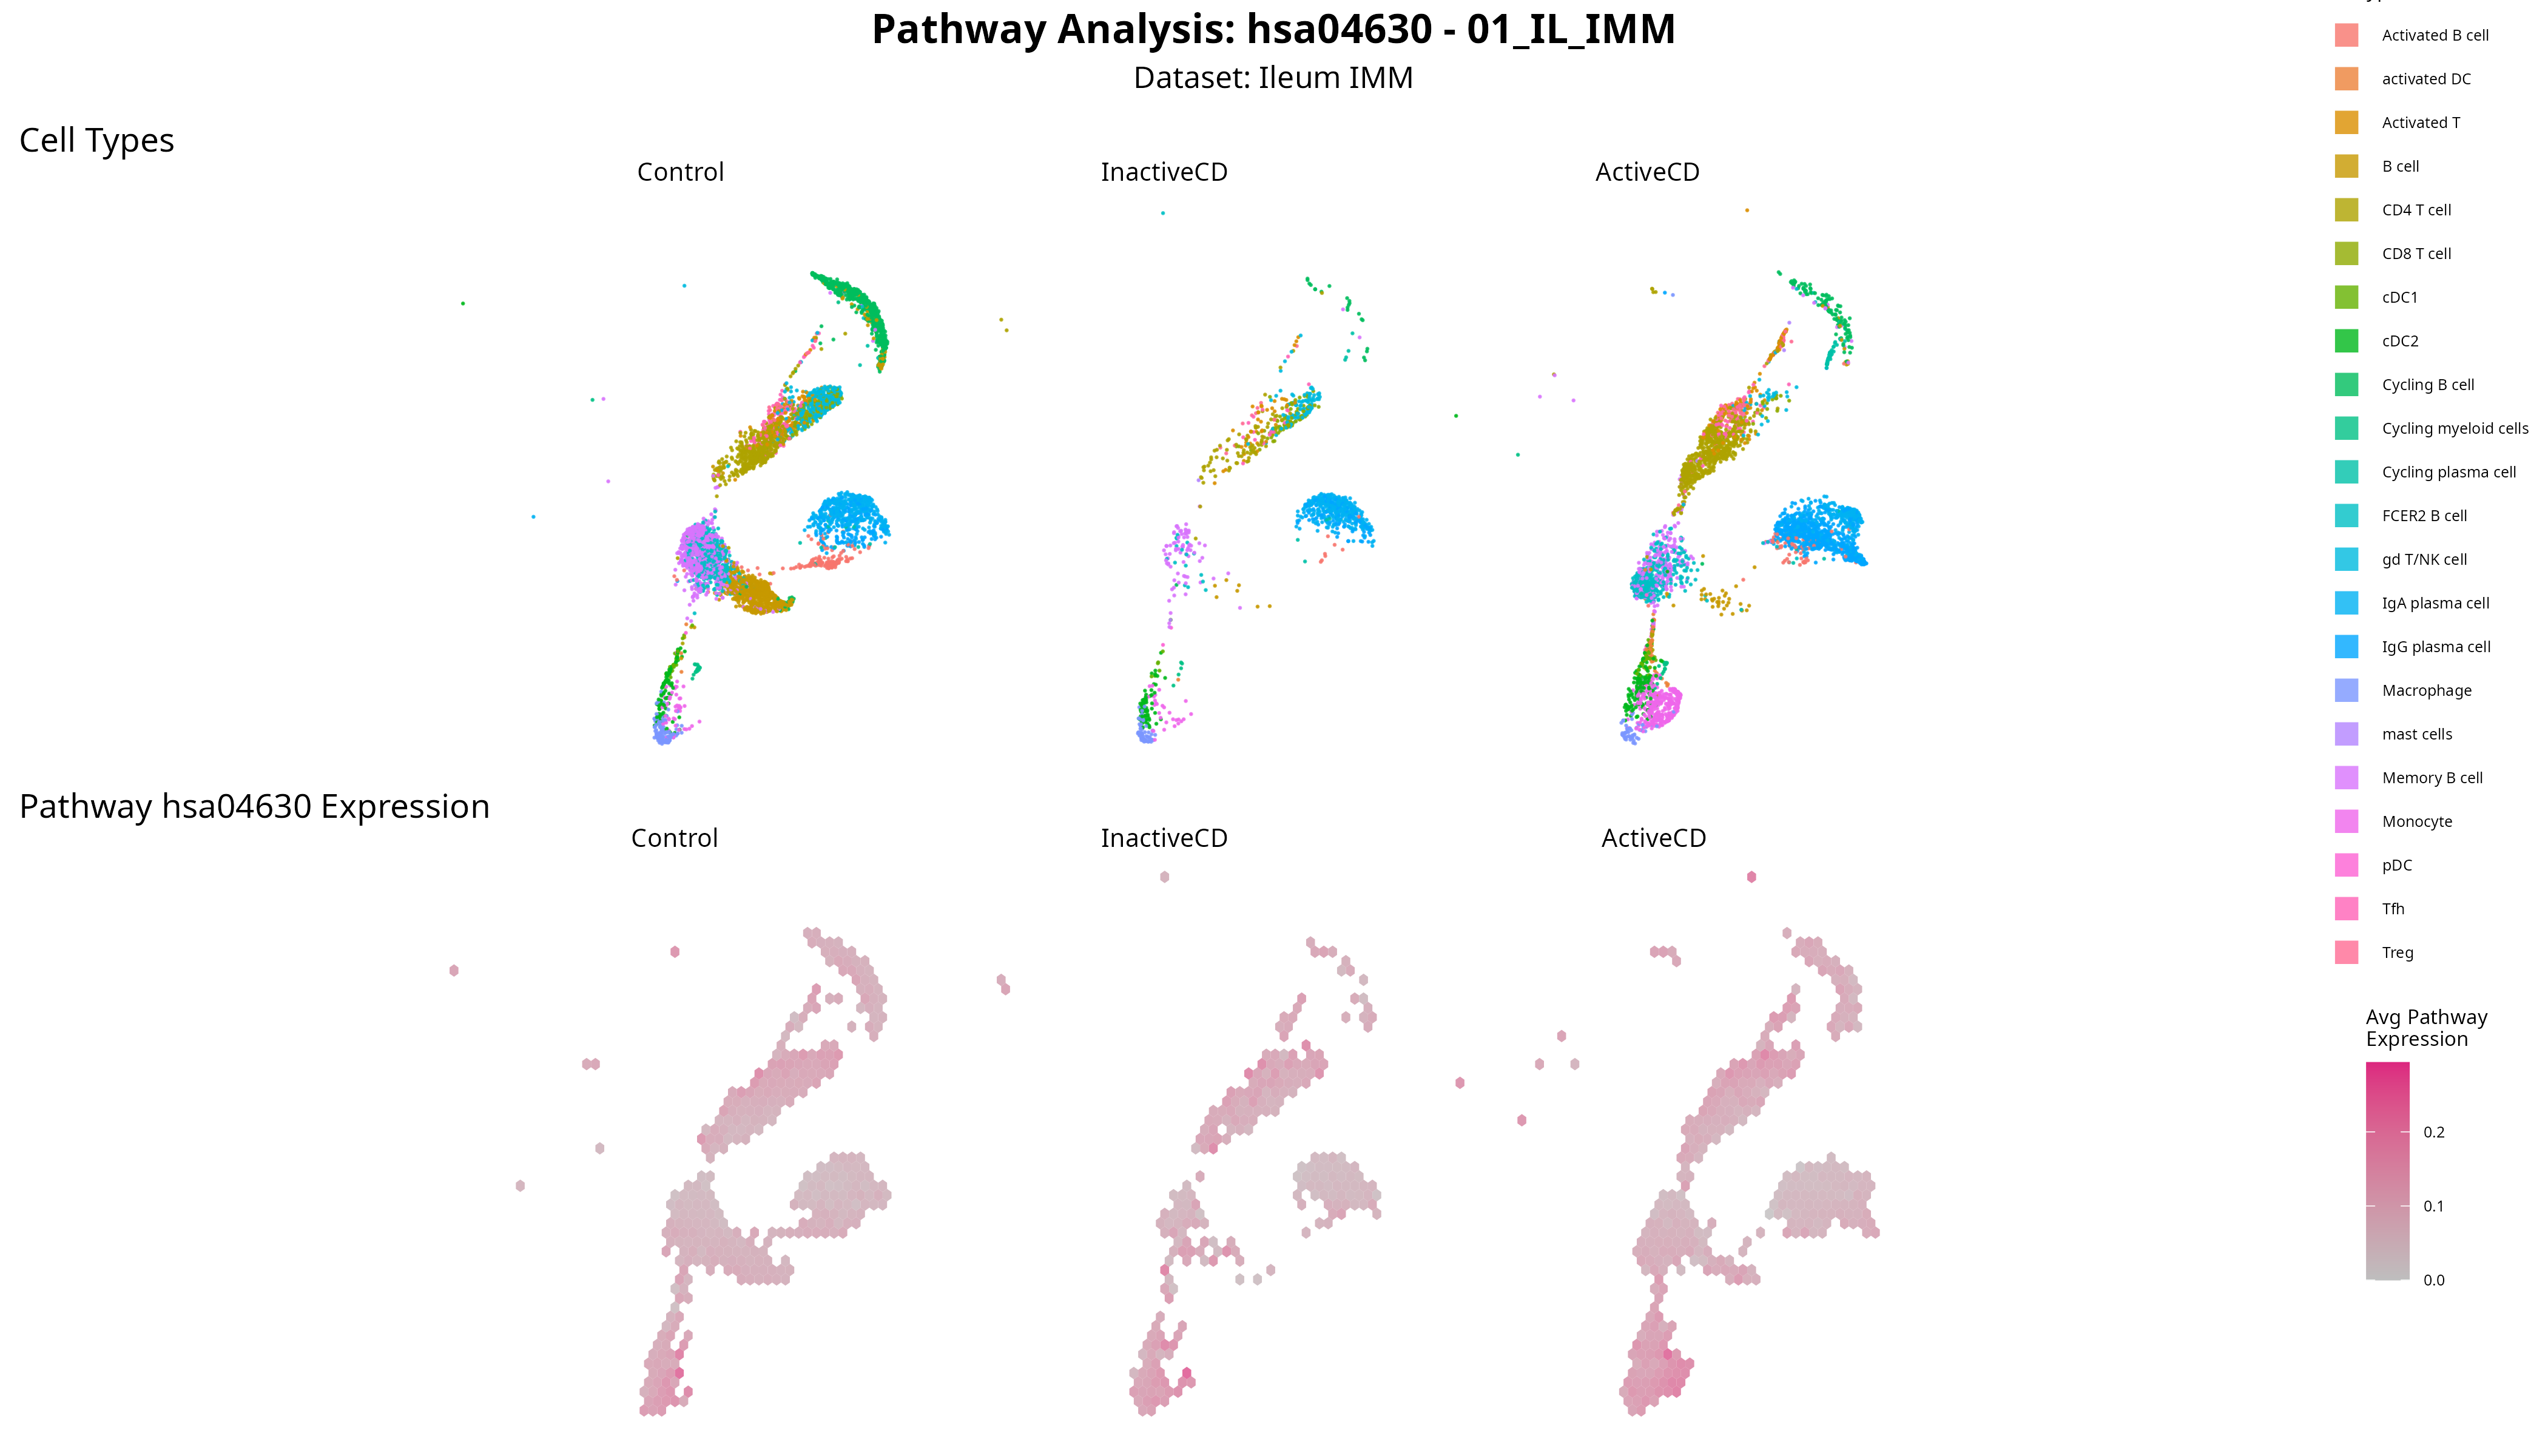 Pathway Analysis: hsa04630 - 01_IL_IMM
Dataset: Ileum IMM
Cell Types
Control
InactiveCD
ActiveCD
Pathway hsa04630 Expression
Control
InactiveCD
ActiveCD
Activated B cell
activated DC
Activated T
B cell
CD4 T cell
CD8 T cell
cDC1
cDC2
Cycling B cell
Cycling myeloid cells
Cycling plasma cell
FCER2 B cell
gd T/NK cell
IgA plasma cell
IgG plasma cell
Macrophage
mast cells
Memory B cell
Monocyte
pDC
Tfh
Treg
Avg Pathway
Expression
0.2
0.1
0.0